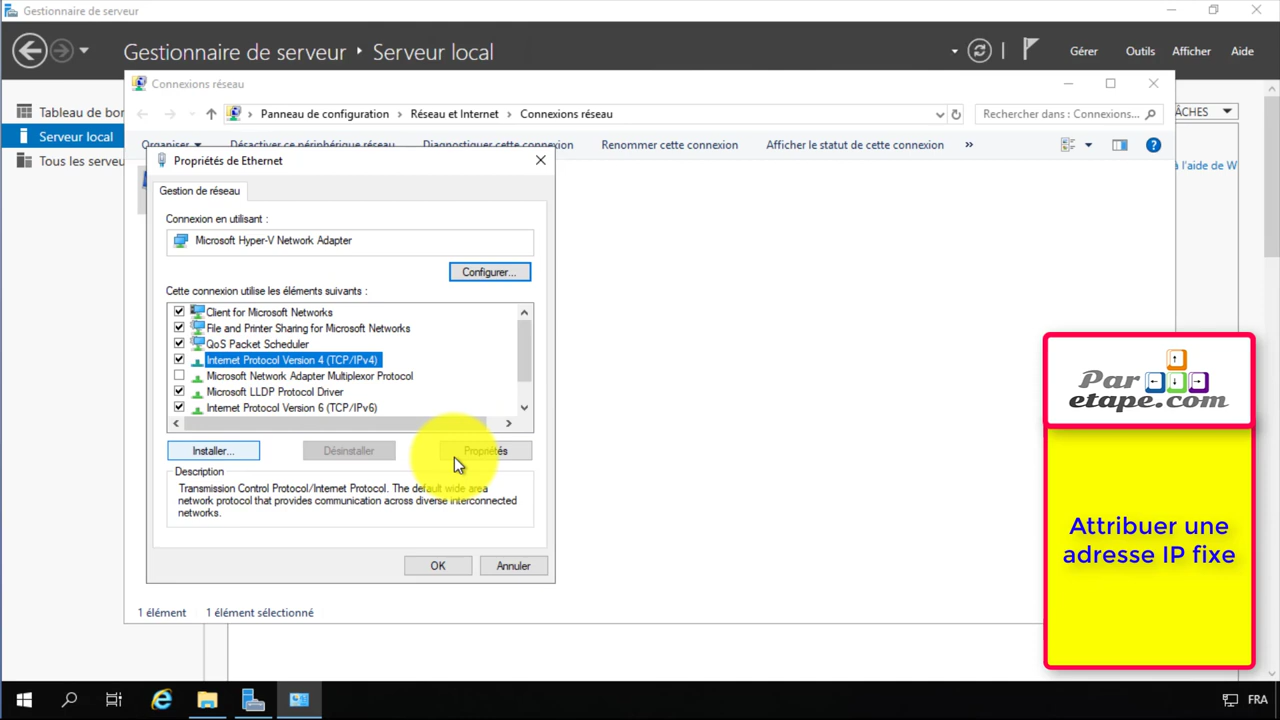 Gestionnaire de serveur
Gestionnaire de serveur ‣ Serveur local
Gérer Outils Afficher Aide
Connexions réseau
Tableau de bor
Serveur local
Tous les serveu
Panneau de configuration › Réseau et Internet › Connexions réseau
Rechercher dans : Connexions...
ÂCHES
Organiser Désactiver ce périphérique réseau Diagnostiquer cette connexion Renommer cette connexion Afficher le statut de cette connexion »
à l'aide de W
Propriétés de Ethernet
Gestion de réseau
Connexion en utilisant :
Microsoft Hyper-V Network Adapter
Configurer...
Cette connexion utilise les éléments suivants :
Client for Microsoft Networks
File and Printer Sharing for Microsoft Networks
QoS Packet Scheduler
Internet Protocol Version 4 (TCP/IPv4)
Microsoft Network Adapter Multiplexor Protocol
Microsoft LLDP Protocol Driver
Internet Protocol Version 6 (TCP/IPv6)
Installer... Désinstaller Propriétés
Description
Transmission Control Protocol/Internet Protocol. The default wide area
network protocol that provides communication across diverse interconnected
networks.
OK Annuler
1 élément 1 élément sélectionné
Par
etape.com
Attribuer une
adresse IP fixe
FRA